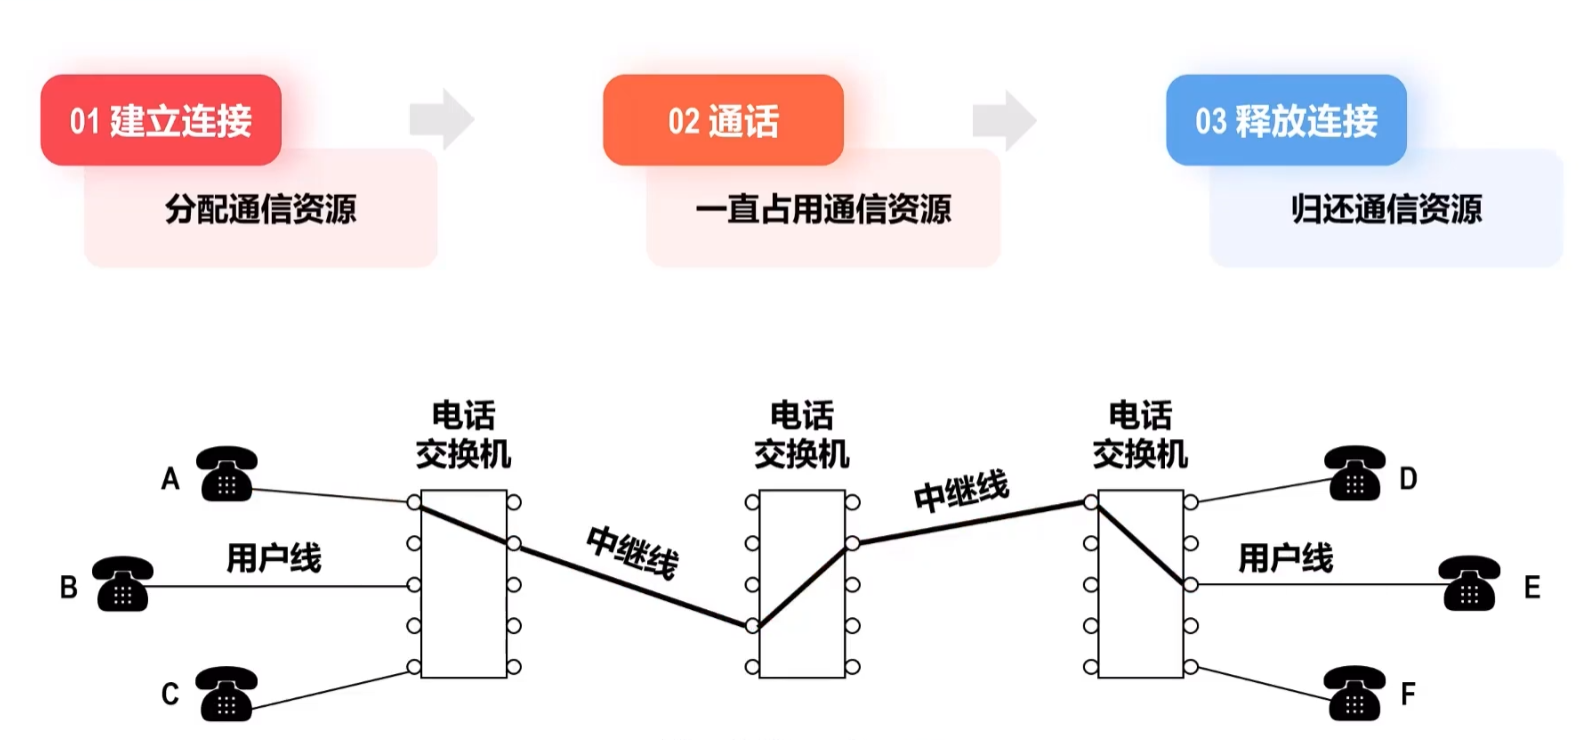 01 建立连接
02 通话
03 释放连接
分配通信资源
一直占用通信资源
归还通信资源
电话
交换机
电话
交换机
电话
交换机
A
中继线
D
用户线
中继线
用户线
B
E
C
F